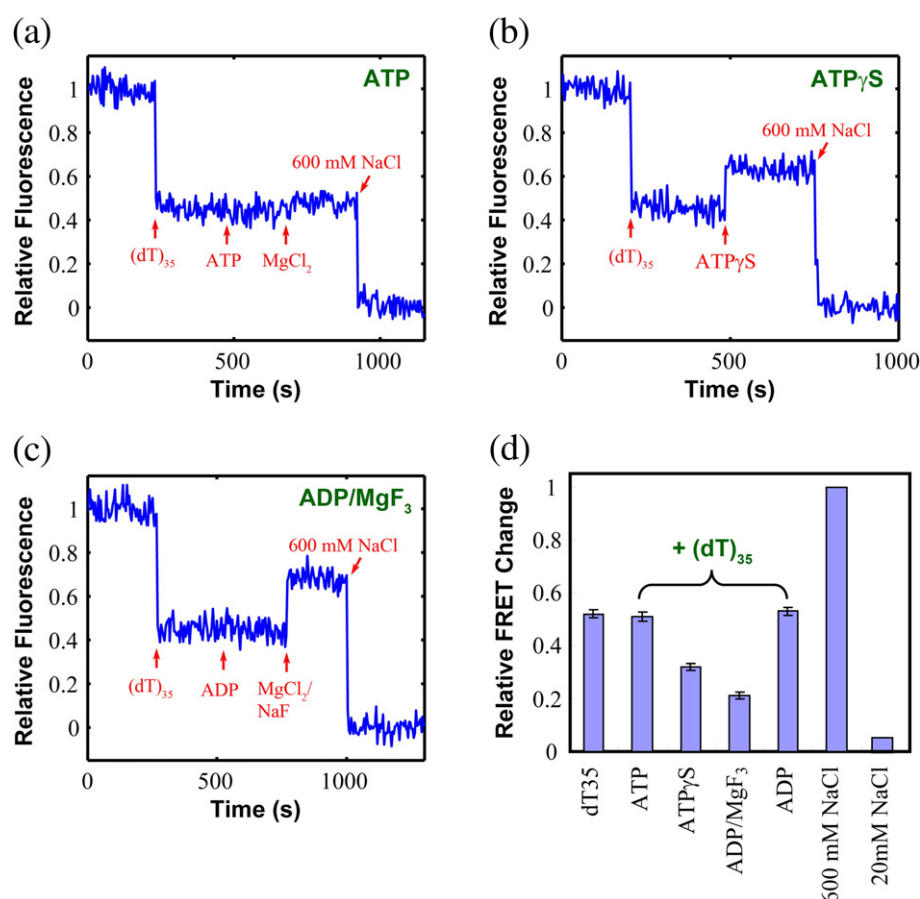 (a)
ATP
Relative Fluorescence
1
0.8
0.6
0.4
0.2
0
600 mM NaCl
(dT)₃₅
ATP
MgCl₂
0
500
1000
Time (s)
(b)
ATPγS
Relative Fluorescence
1
0.8
0.6
0.4
0.2
0
600 mM NaCl
(dT)₃₅
ATPγS
0
500
1000
Time (s)
(c)
ADP/MgF₃
Relative Fluorescence
1
0.8
0.6
0.4
0.2
0
600 mM NaCl
(dT)₃₅
ADP
MgCl₂/
NaF
0
500
1000
Time (s)
(d)
Relative FRET Change
1
0.8
0.6
0.4
0.2
0
+ (dT)₃₅
dT35
ATP
ATPγS
ADP/MgF₃
ADP
600 mM NaCl
20mM NaCl